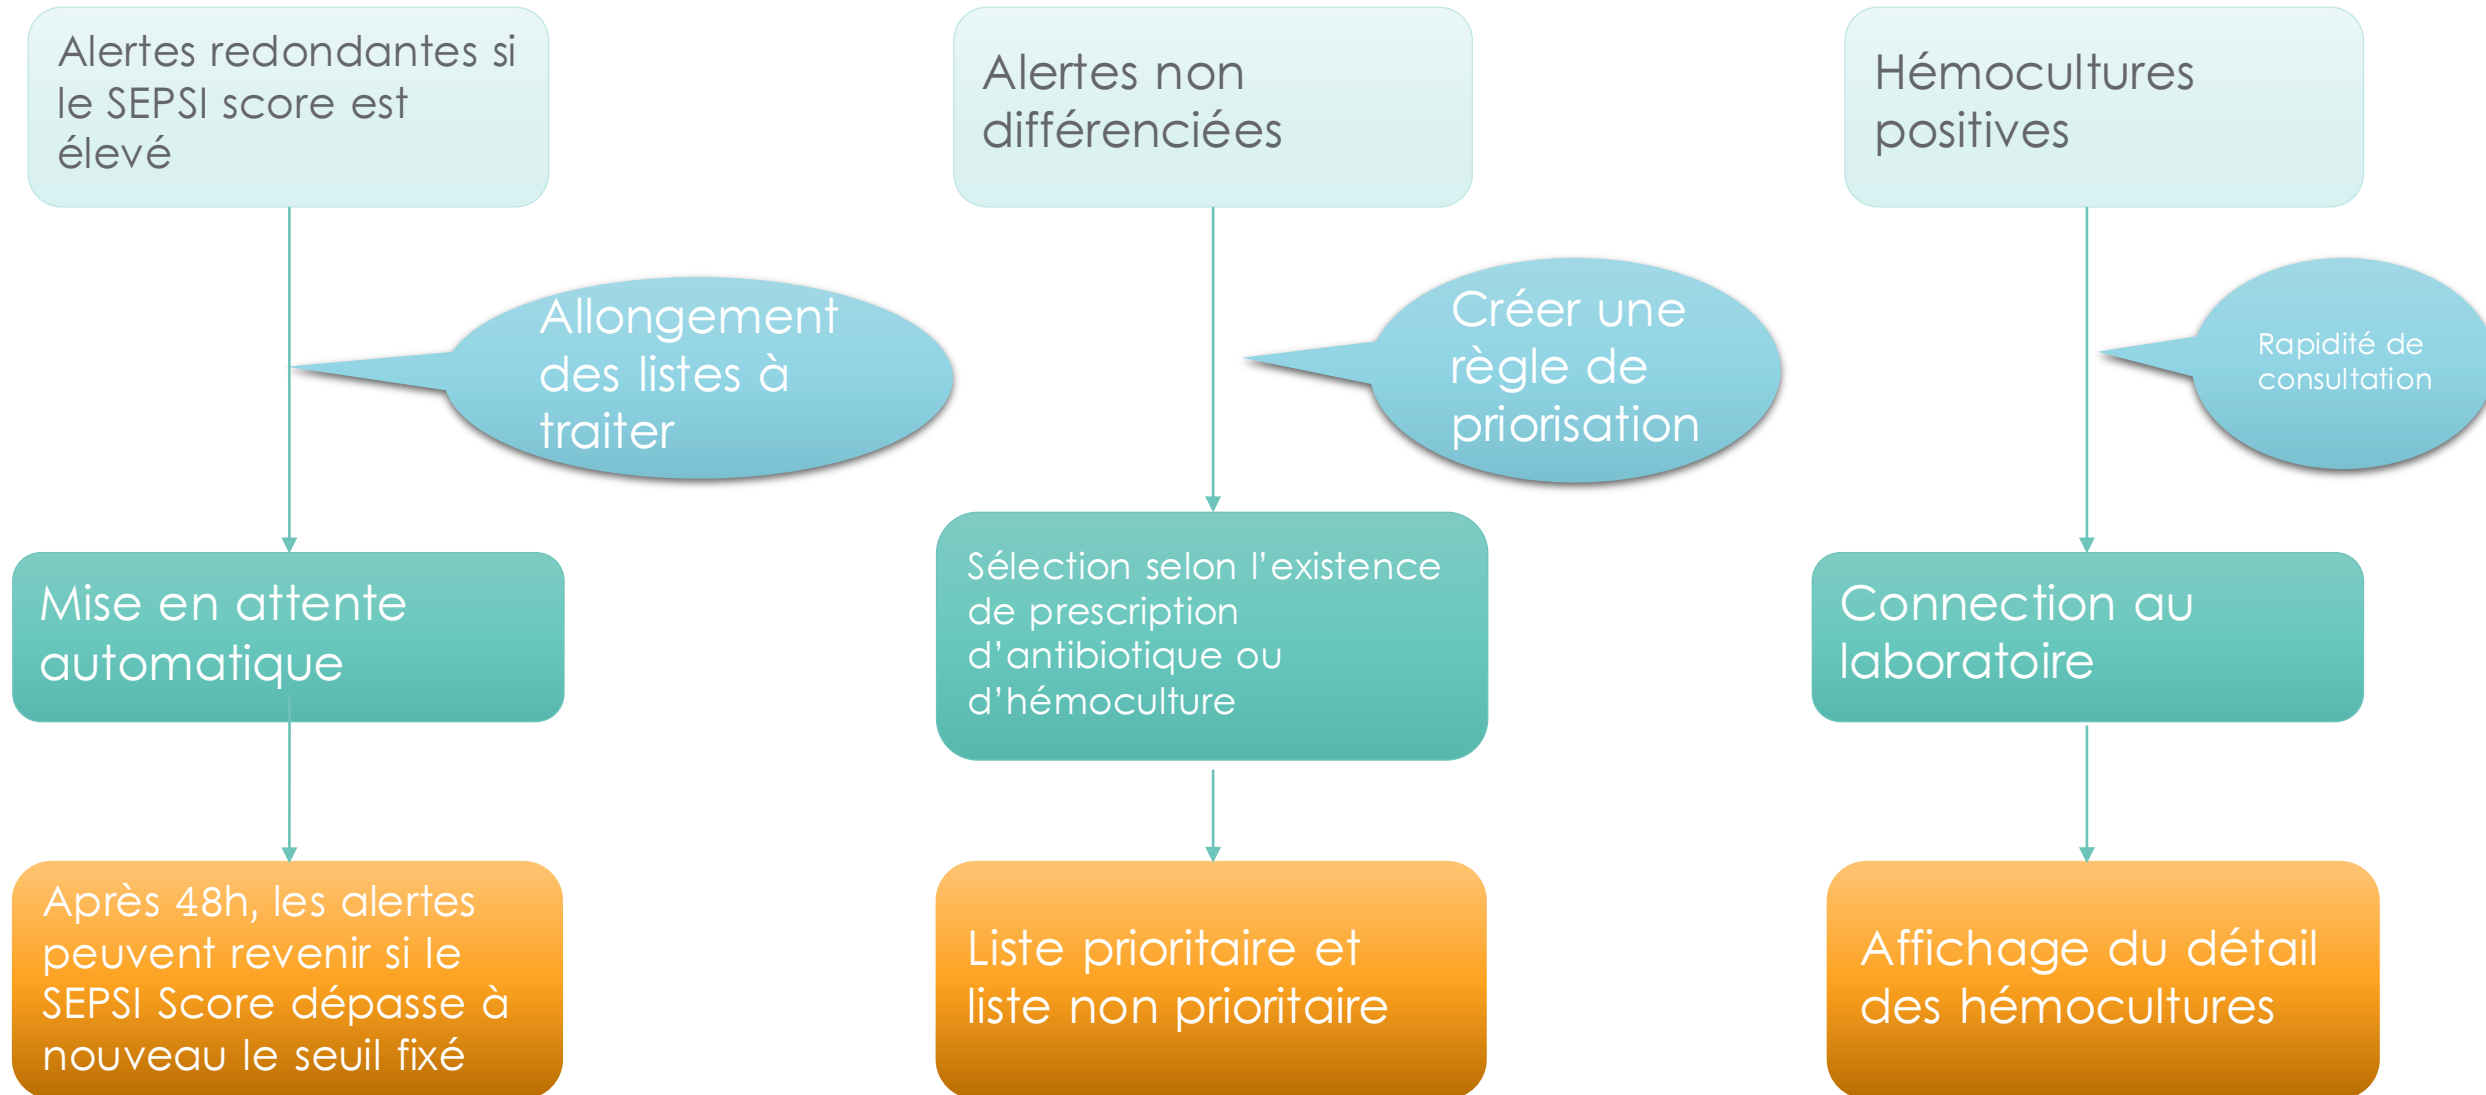 Alertes redondantes si
le SEPSI score est
élevé
Allongement
des listes à
traiter
Mise en attente
automatique
Après 48h, les alertes
peuvent revenir si le
SEPSI Score dépasse à
nouveau le seuil fixé
Alertes non
différenciées
Créer une
règle de
priorisation
Sélection selon l’existence
de prescription
d’antibiotique ou
d’hémoculture
Liste prioritaire et
liste non prioritaire
Hémocultures
positives
Rapidité de
consultation
Connection au
laboratoire
Affichage du détail
des hémocultures